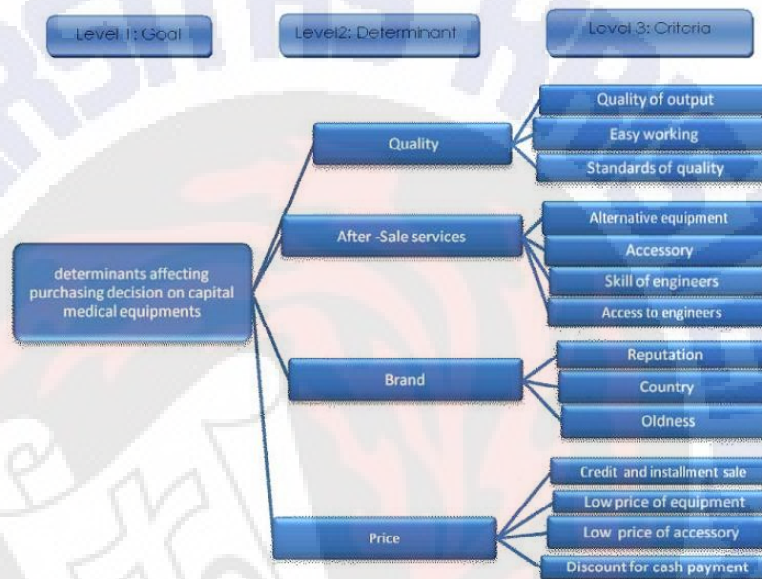 Level 1: Goal
Level2: Determinant
Level 3: Criteria
Quality of output
Quality
Easy working
Standards of quality
Alternative equipment
After -Sale services
Accessory
Skill of engineers
Access to engineers
determinants affecting
purchasing decision on capital
medical equipments
Reputation
Brand
Country
Oldness
Credit and installment sale
Low price of equipment
Price
Low price of accessory
Discount for cash payment